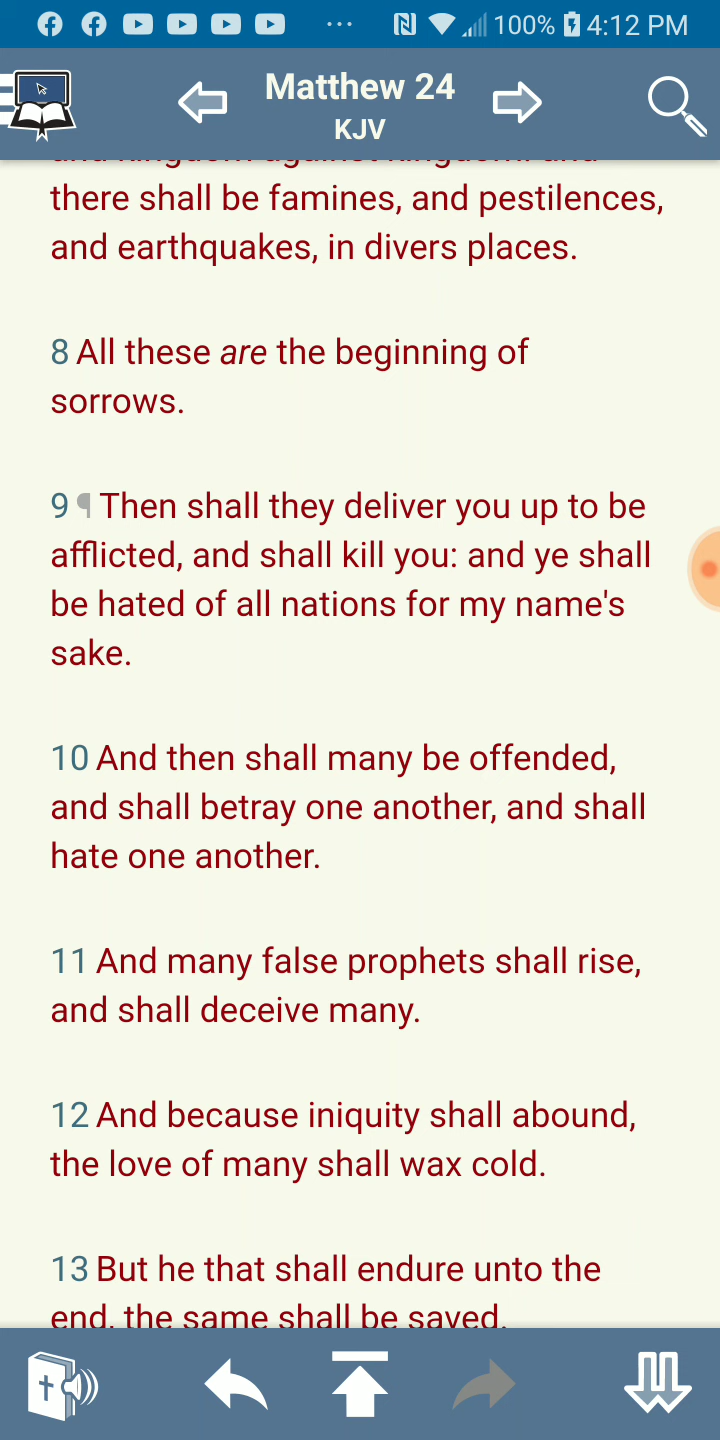 100% 4:12 PM
Matthew 24
KJV
and kingdom against kingdom: and
there shall be famines, and pestilences,
and earthquakes, in divers places.
8 All these are the beginning of
sorrows.
9 ¶ Then shall they deliver you up to be
afflicted, and shall kill you: and ye shall
be hated of all nations for my name's
sake.
10 And then shall many be offended,
and shall betray one another, and shall
hate one another.
11 And many false prophets shall rise,
and shall deceive many.
12 And because iniquity shall abound,
the love of many shall wax cold.
13 But he that shall endure unto the
end, the same shall be saved.